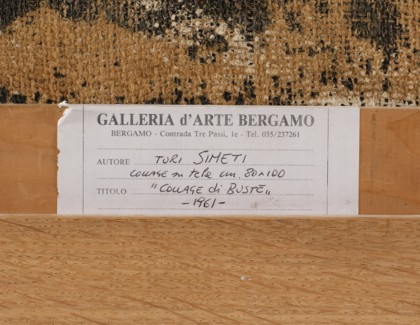 GALLERIA d'ARTE BERGAMO
BERGAMO - Contrada Tre Passi, 1e - Tel. 035/237261
AUTORE TURI SIMETI
COLLAGE su tela cm. 80x100
TITOLO "COLLAGE di BUSTE"
- 1961 -